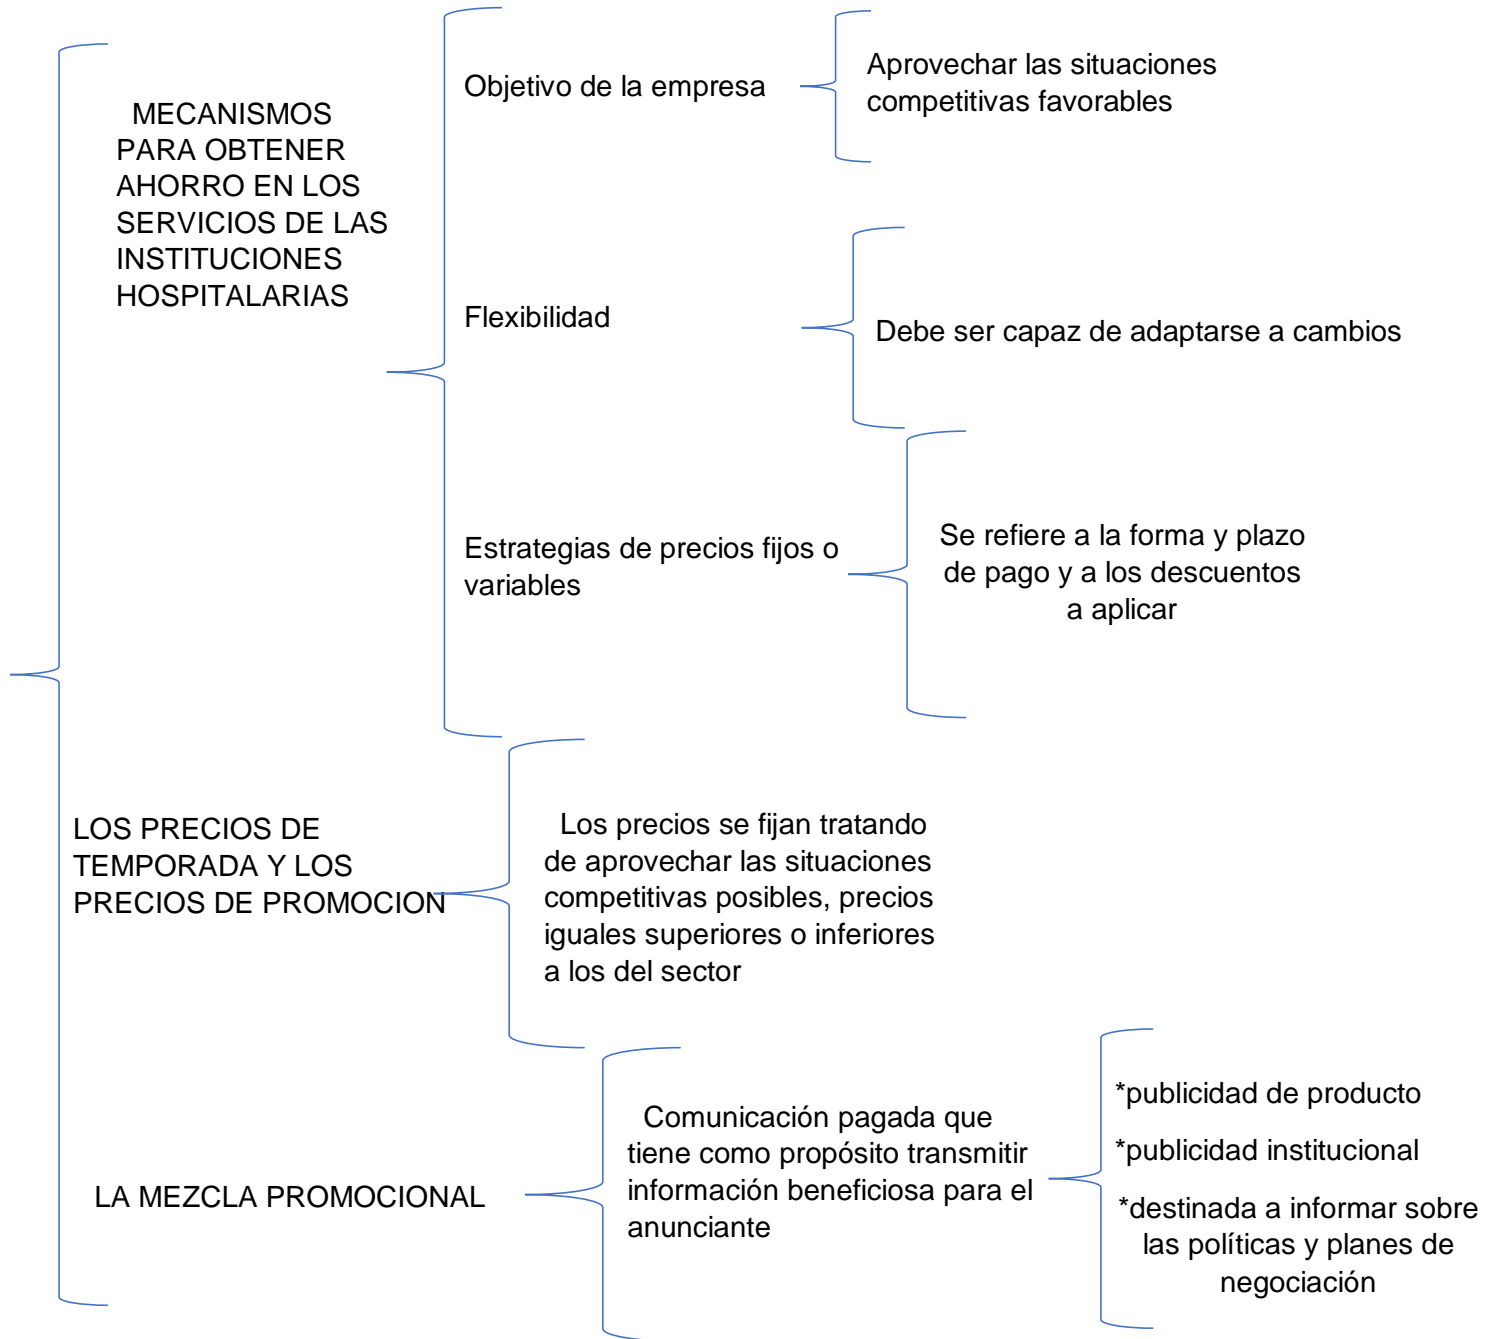 MECANISMOS
PARA OBTENER
AHORRO EN LOS
SERVICIOS DE LAS
INSTITUCIONES
HOSPITALARIAS
Objetivo de la empresa
Aprovechar las situaciones
competitivas favorables
Flexibilidad
Debe ser capaz de adaptarse a cambios
Estrategias de precios fijos o
variables
Se refiere a la forma y plazo
de pago y a los descuentos
a aplicar
LOS PRECIOS DE
TEMPORADA Y LOS
PRECIOS DE PROMOCION
Los precios se fijan tratando
de aprovechar las situaciones
competitivas posibles, precios
iguales superiores o inferiores
a los del sector
LA MEZCLA PROMOCIONAL
Comunicación pagada que
tiene como propósito transmitir
información beneficiosa para el
anunciante
*publicidad de producto
*publicidad institucional
*destinada a informar sobre
las políticas y planes de
negociación